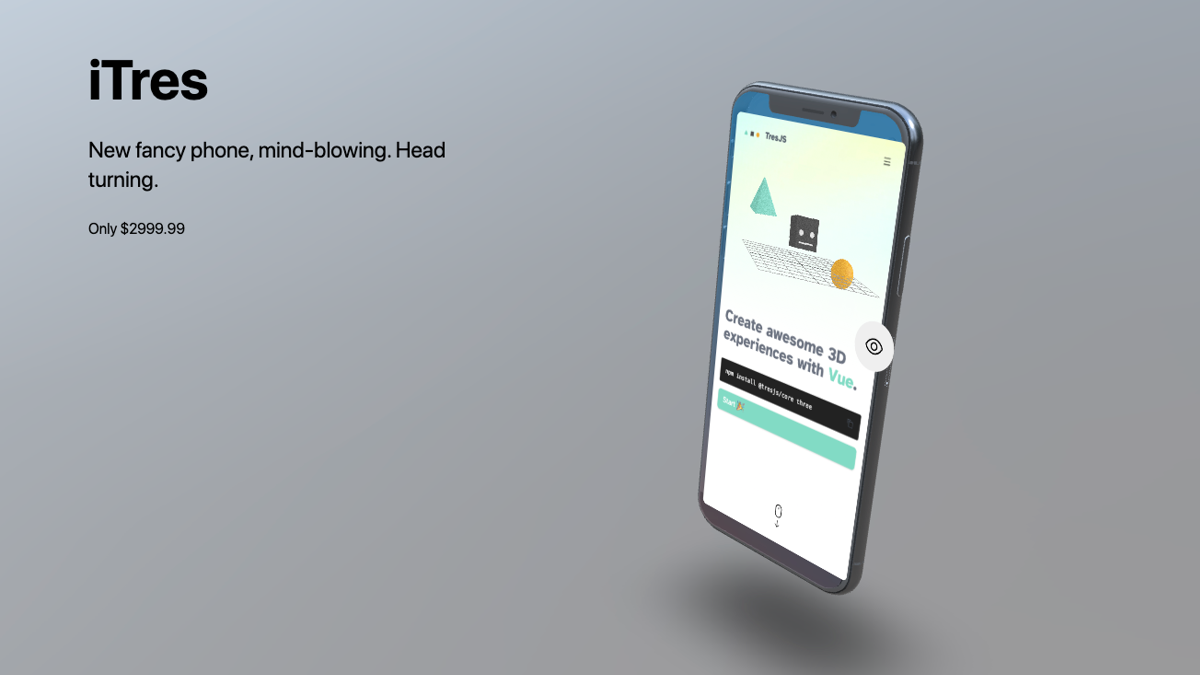 iTres
New fancy phone, mind-blowing. Head
turning.
Only $2999.99
TresJS
Create awesome 3D
experiences with Vue.
npm install @tresjs/core three
Start